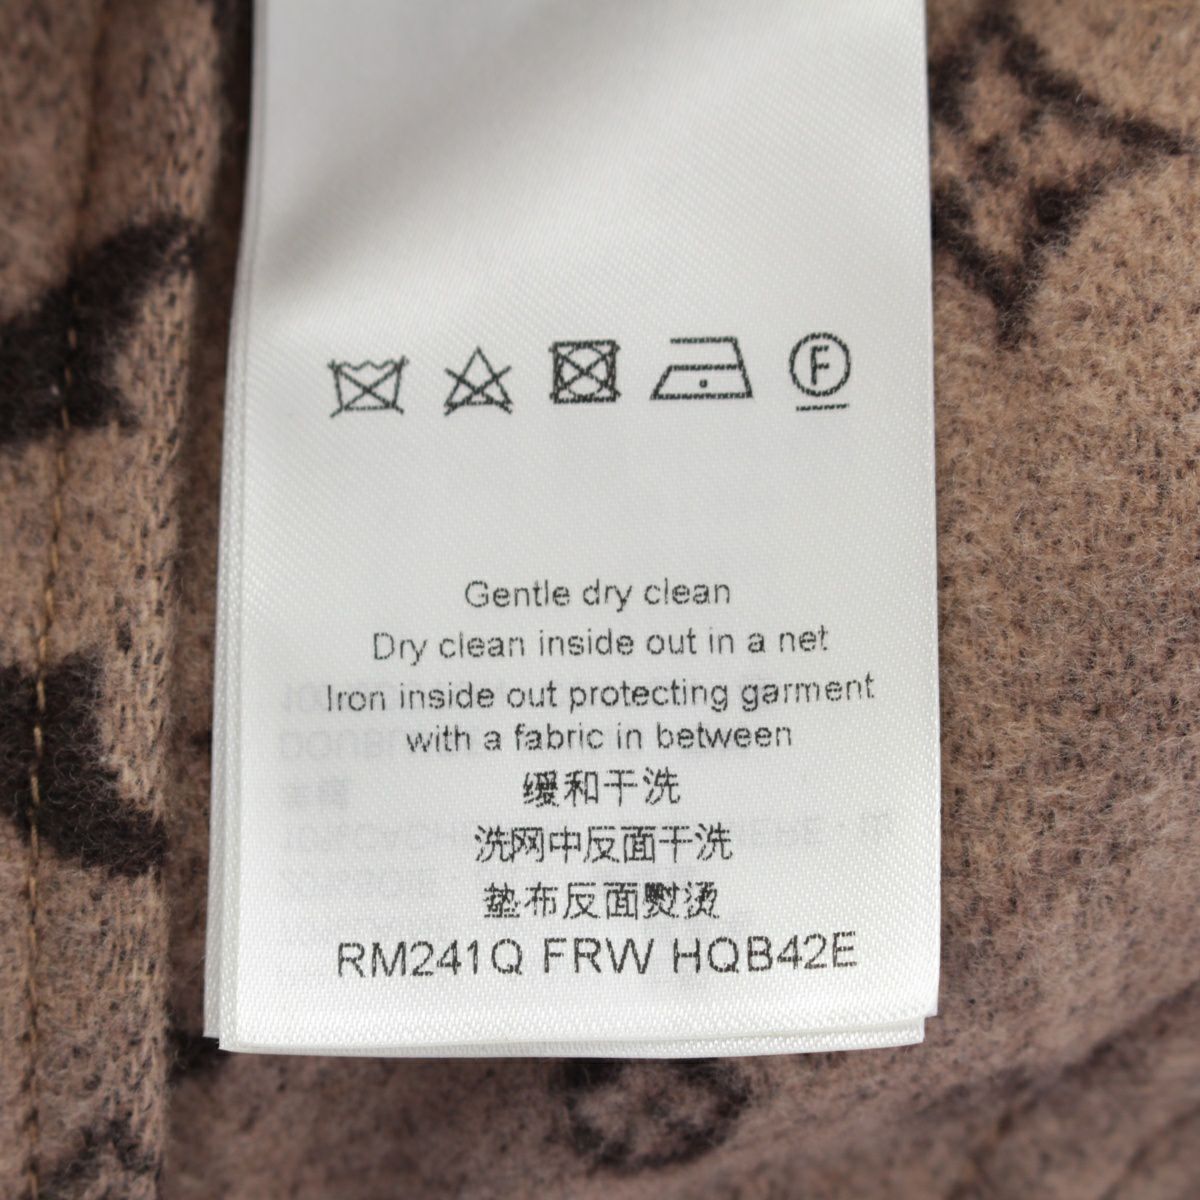 F
Gentle dry clean
Dry clean inside out in a net
Iron inside out protecting garment
with a fabric in between
缓和干洗
洗网中反面干洗
垫布反面熨烫
RM241Q FRW HQB42E